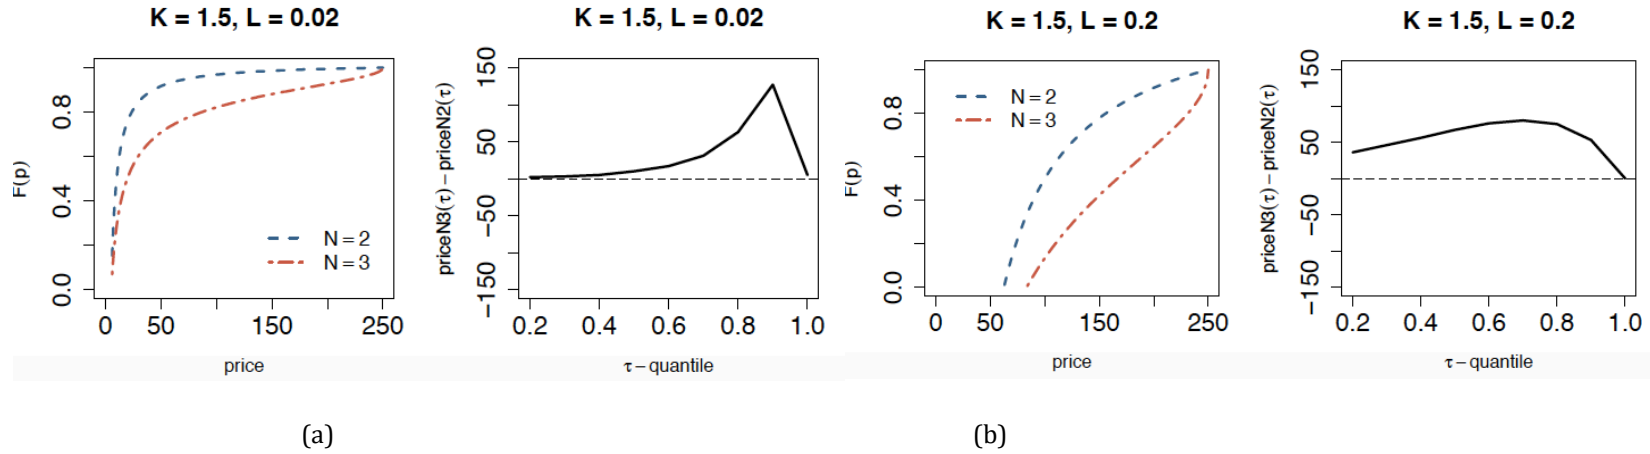 K = 1.5, L = 0.02
F(p)
0.0
0.4
0.8
N = 2
N = 3
0
50
150
250
price
K = 1.5, L = 0.02
priceN3(τ) − priceN2(τ)
−150
−50
50
150
0.2
0.4
0.6
0.8
1.0
τ − quantile
(a)
K = 1.5, L = 0.2
F(p)
0.0
0.4
0.8
N = 2
N = 3
0
50
150
250
price
K = 1.5, L = 0.2
priceN3(τ) − priceN2(τ)
−150
−50
50
150
0.2
0.4
0.6
0.8
1.0
τ − quantile
(b)